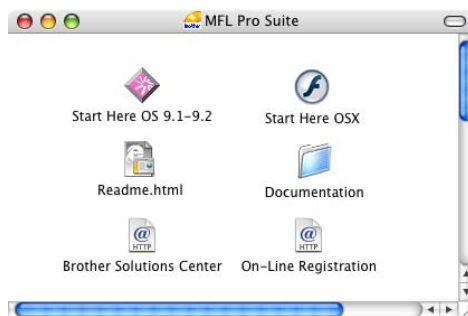 MFL Pro Suite
Start Here OS 9.1-9.2
Start Here OSX
Readme.html
Documentation
@
HTTP
@
HTTP
Brother Solutions Center
On-Line Registration